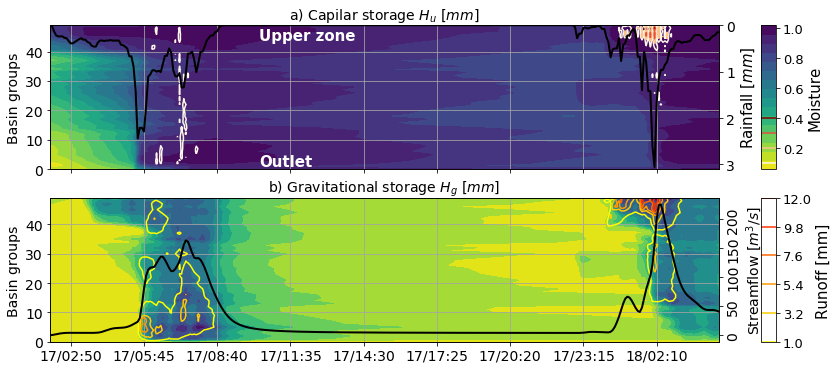 a) Capilar storage H_u [mm]
Upper zone
Outlet
Basin groups
40
30
20
10
0
0
1
2
3
Rainfall [mm]
1.0
0.8
0.6
0.4
0.2
Moisture
b) Gravitational storage H_g [mm]
Basin groups
40
30
20
10
0
200
150
100
50
0
Streamflow [m^3/s]
12.0
9.8
7.6
5.4
3.2
1.0
Runoff [mm]
17/02:50 17/05:45 17/08:40 17/11:35 17/14:30 17/17:25 17/20:20 17/23:15 18/02:10